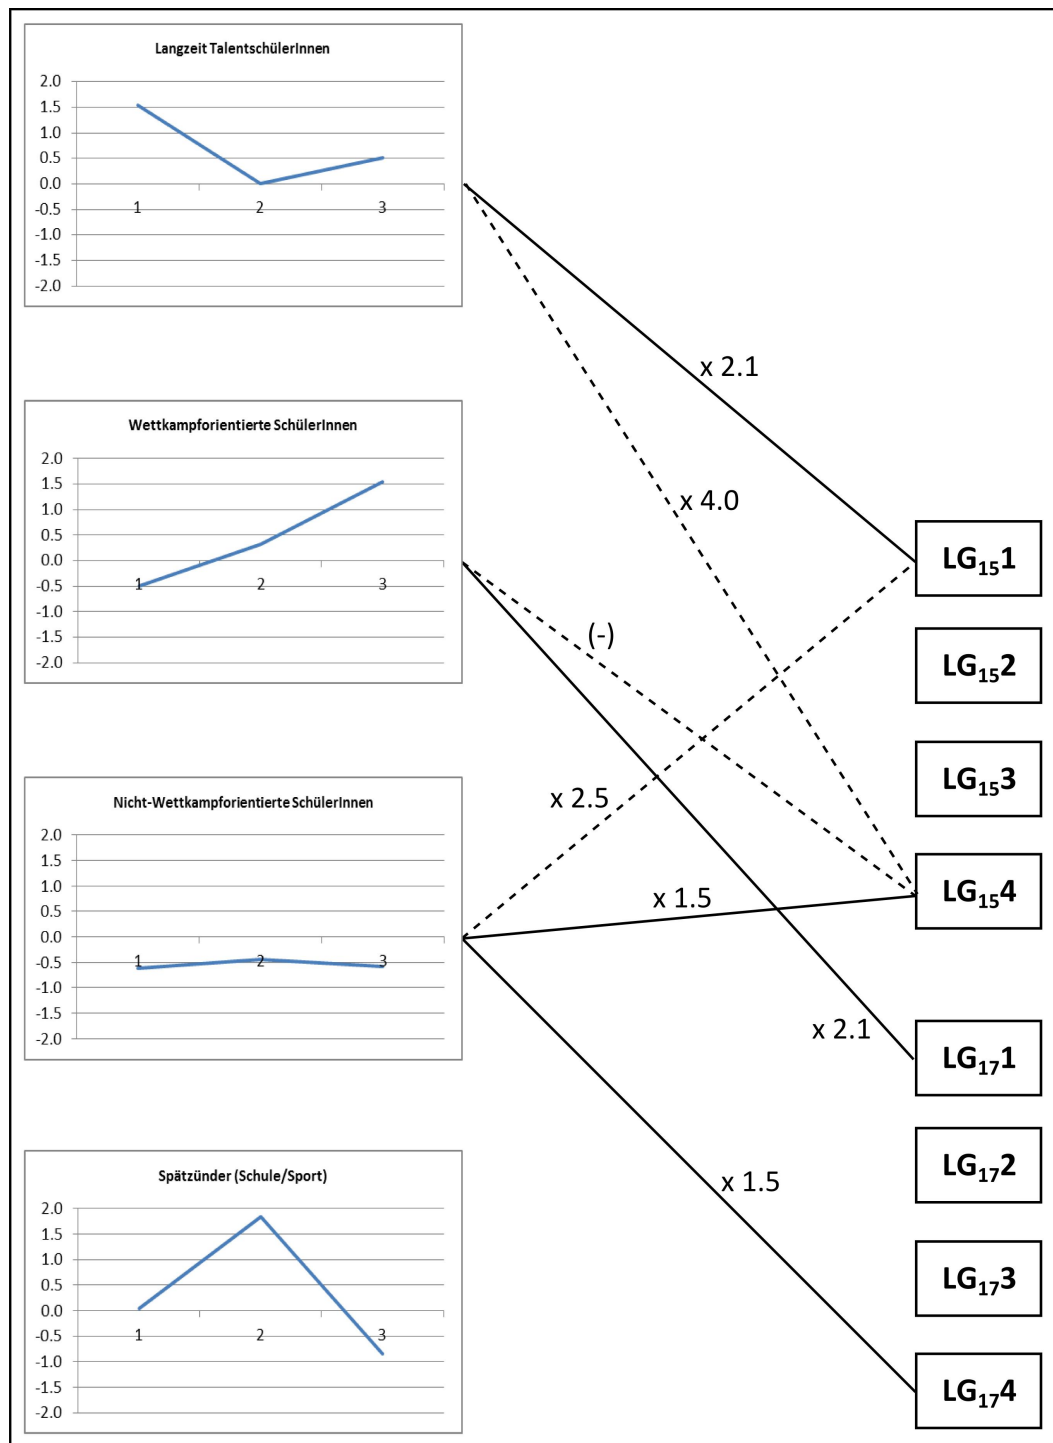 Langzeit TalentschülerInnen
2.0
1.5
1.0
0.5
0.0
-0.5
-1.0
-1.5
-2.0
1 2 3
Wettkampforientierte SchülerInnen
2.0
1.5
1.0
0.5
0.0
-0.5
-1.0
-1.5
-2.0
1 2 3
Nicht-Wettkampforientierte SchülerInnen
2.0
1.5
1.0
0.5
0.0
-0.5
-1.0
-1.5
-2.0
1 2 3
Spätzünder (Schule/Sport)
2.0
1.5
1.0
0.5
0.0
-0.5
-1.0
-1.5
-2.0
1 2 3
x 2.1
x 4.0
(-)
x 2.5
x 1.5
x 2.1
x 1.5
LG₁₅1
LG₁₅2
LG₁₅3
LG₁₅4
LG₁₇1
LG₁₇2
LG₁₇3
LG₁₇4